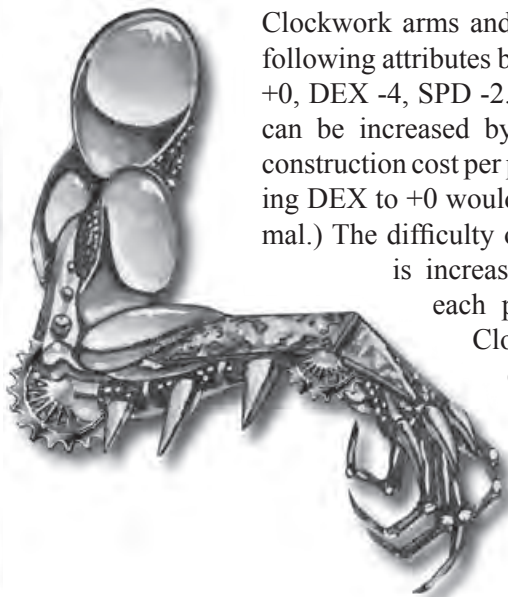 Clockwork arms and
following attributes b
+0, DEX -4, SPD -2.
can be increased by
construction cost per p
ing DEX to +0 would
mal.) The difficulty o
is increas
each p
Clo